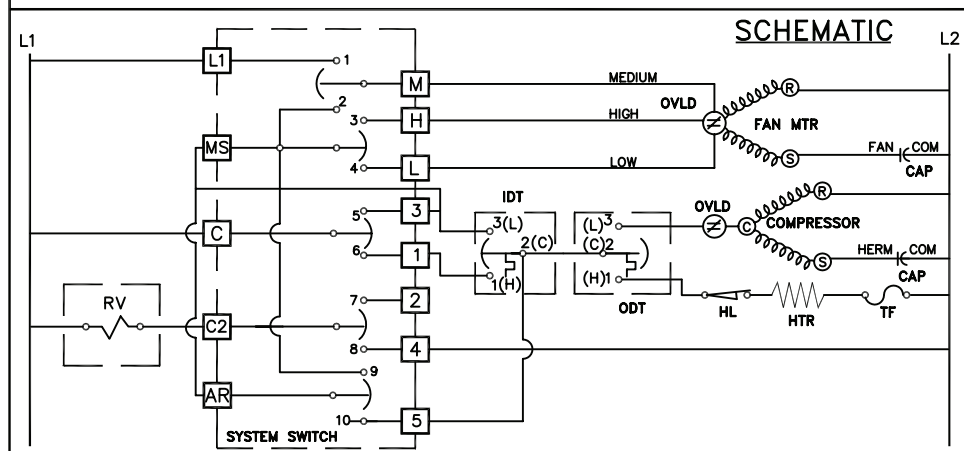 SCHEMATIC
L1
L2
L1
1
M
MEDIUM
OVLD
R
2
3
H
HIGH
FAN MTR
MS
4
L
LOW
S
FAN
COM
CAP
IDT
5
3
3(L)
(L)3
OVLD
R
C
2(C)
(C)2
C
COMPRESSOR
6
1
1(H)
(H)1
S
HERM
COM
CAP
ODT
HL
HTR
TF
RV
7
2
C2
8
4
9
AR
10
5
SYSTEM SWITCH